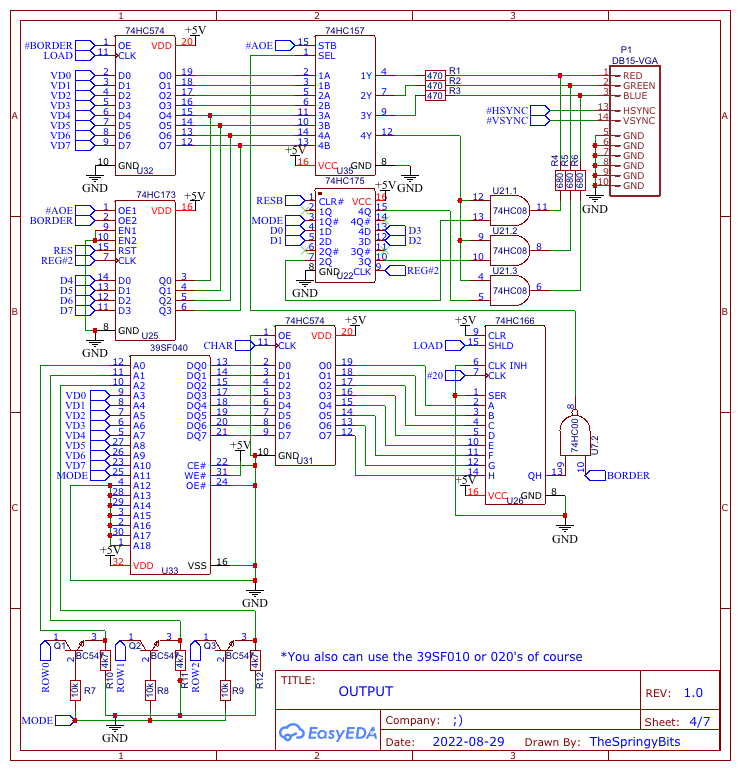 1 2 3
74HC574
+5V
#BORDER 1 OE VDD 20
LOAD 11 CLK
VD0 2 D0 O0 19
VD1 3 D1 O1 18
VD2 4 D2 O2 17
VD3 5 D3 O3 16
VD4 6 D4 O4 15
VD5 7 D5 O5 14
VD6 8 D6 O6 13
VD7 9 D7 O7 12
10 GND
U32
GND
74HC157
#AOE 15 STB
1 SEL
2 1A 1Y 4
3 1B
5 2A 2Y 7
6 2B
11 3A 3Y 9
10 3B
14 4A 4Y 12
13 4B
+5V
16 VCC GND 8
U35
GND
470 R1
470 R2
470 R3
P1
DB15-VGA
1 RED
2 GREEN
3 BLUE
#HSYNC 13 HSYNC
#VSYNC 14 VSYNC
5 GND
6 GND
7 GND
8 GND
9 GND
10 GND
GND
R4 R5 R6
680 680 680
A
A
74HC173
+5V
#AOE 1 OE1 VDD 16
BORDER 2 OE2
9 EN1
10 EN2
RES 15 RST
REG#2 7 CLK
D4 14 D0 Q0 3
D5 13 D1 Q1 4
D6 12 D2 Q2 5
D7 11 D3 Q3 6
8 GND
U25
GND
74HC175
+5V
RESB 1 CLR# VCC 16
2 1Q 4Q 15
MODE 3 1Q# 4Q# 14
D0 4 1D 4D 13 D3
D1 5 2D 3D 12 D2
6 2Q# 3Q# 11
7 2Q 3Q 10
8 GND CLK 9 REG#2
U22
GND
U21.1
12 13 74HC08 11
U21.2
9 10 74HC08 8
U21.3
4 5 74HC08 6
B
B
39SF040
12 A0 DQ0 13
11 A1 DQ1 14
10 A2 DQ2 15
VD0 9 A3 DQ3 17
VD1 8 A4 DQ4 18
VD2 7 A5 DQ5 19
VD3 6 A6 DQ6 20
VD4 5 A7 DQ7 21
VD5 27 A8
VD6 26 A9
VD7 23 A10 CE# 22
MODE 25 A11 WE# 31
4 A12 OE# 24
28 A13
29 A14
3 A15
2 A16
30 A17
1 A18
+5V
+5V
32 VDD VSS 16
U33
GND
74HC574
+5V
1 OE VDD 20
CHAR 11 CLK
2 D0 O0 19
3 D1 O1 18
4 D2 O2 17
5 D3 O3 16
6 D4 O4 15
7 D5 O5 14
8 D6 O6 13
9 D7 O7 12
10 GND
U31
74HC166
+5V
9 CLR
LOAD 15 SHLD
6 CLK INH
#20 7 CLK
1 SER
2 A
3 B
4 C
5 D
10 E
11 F
12 G
14 H QH 13
+5V
16 VCC GND 8
U26
GND
8
74HC00
U7.2
9 10
BORDER
C
C
1 Q1 3
BC547
2
ROW0
4k7 R10
10k R7
1 Q2 3
BC547
2
ROW1
4k7 R11
10k R8
1 Q3 3
BC547
2
ROW2
4k7 R12
10k R9
MODE
GND
*You also can use the 39SF010 or 020's of course
TITLE:
OUTPUT
REV: 1.0
EasyEDA
Company: ;)
Sheet: 4/7
Date: 2022-08-29 Drawn By: TheSpringyBits
1 2 3